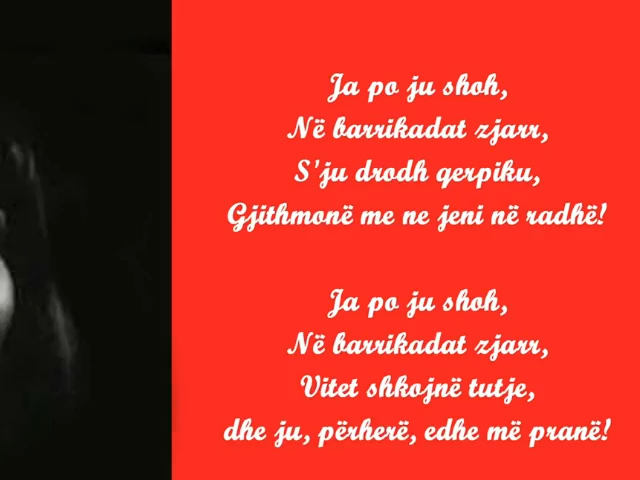 Ja po ju shoh,
Në barrikadat zjarr,
S'ju drodh qerpiku,
Gjithmonë me ne jeni në radhë!
Ja po ju shoh,
Në barrikadat zjarr,
Vitet shkojnë tutje,
dhe ju, përherë, edhe më pranë!